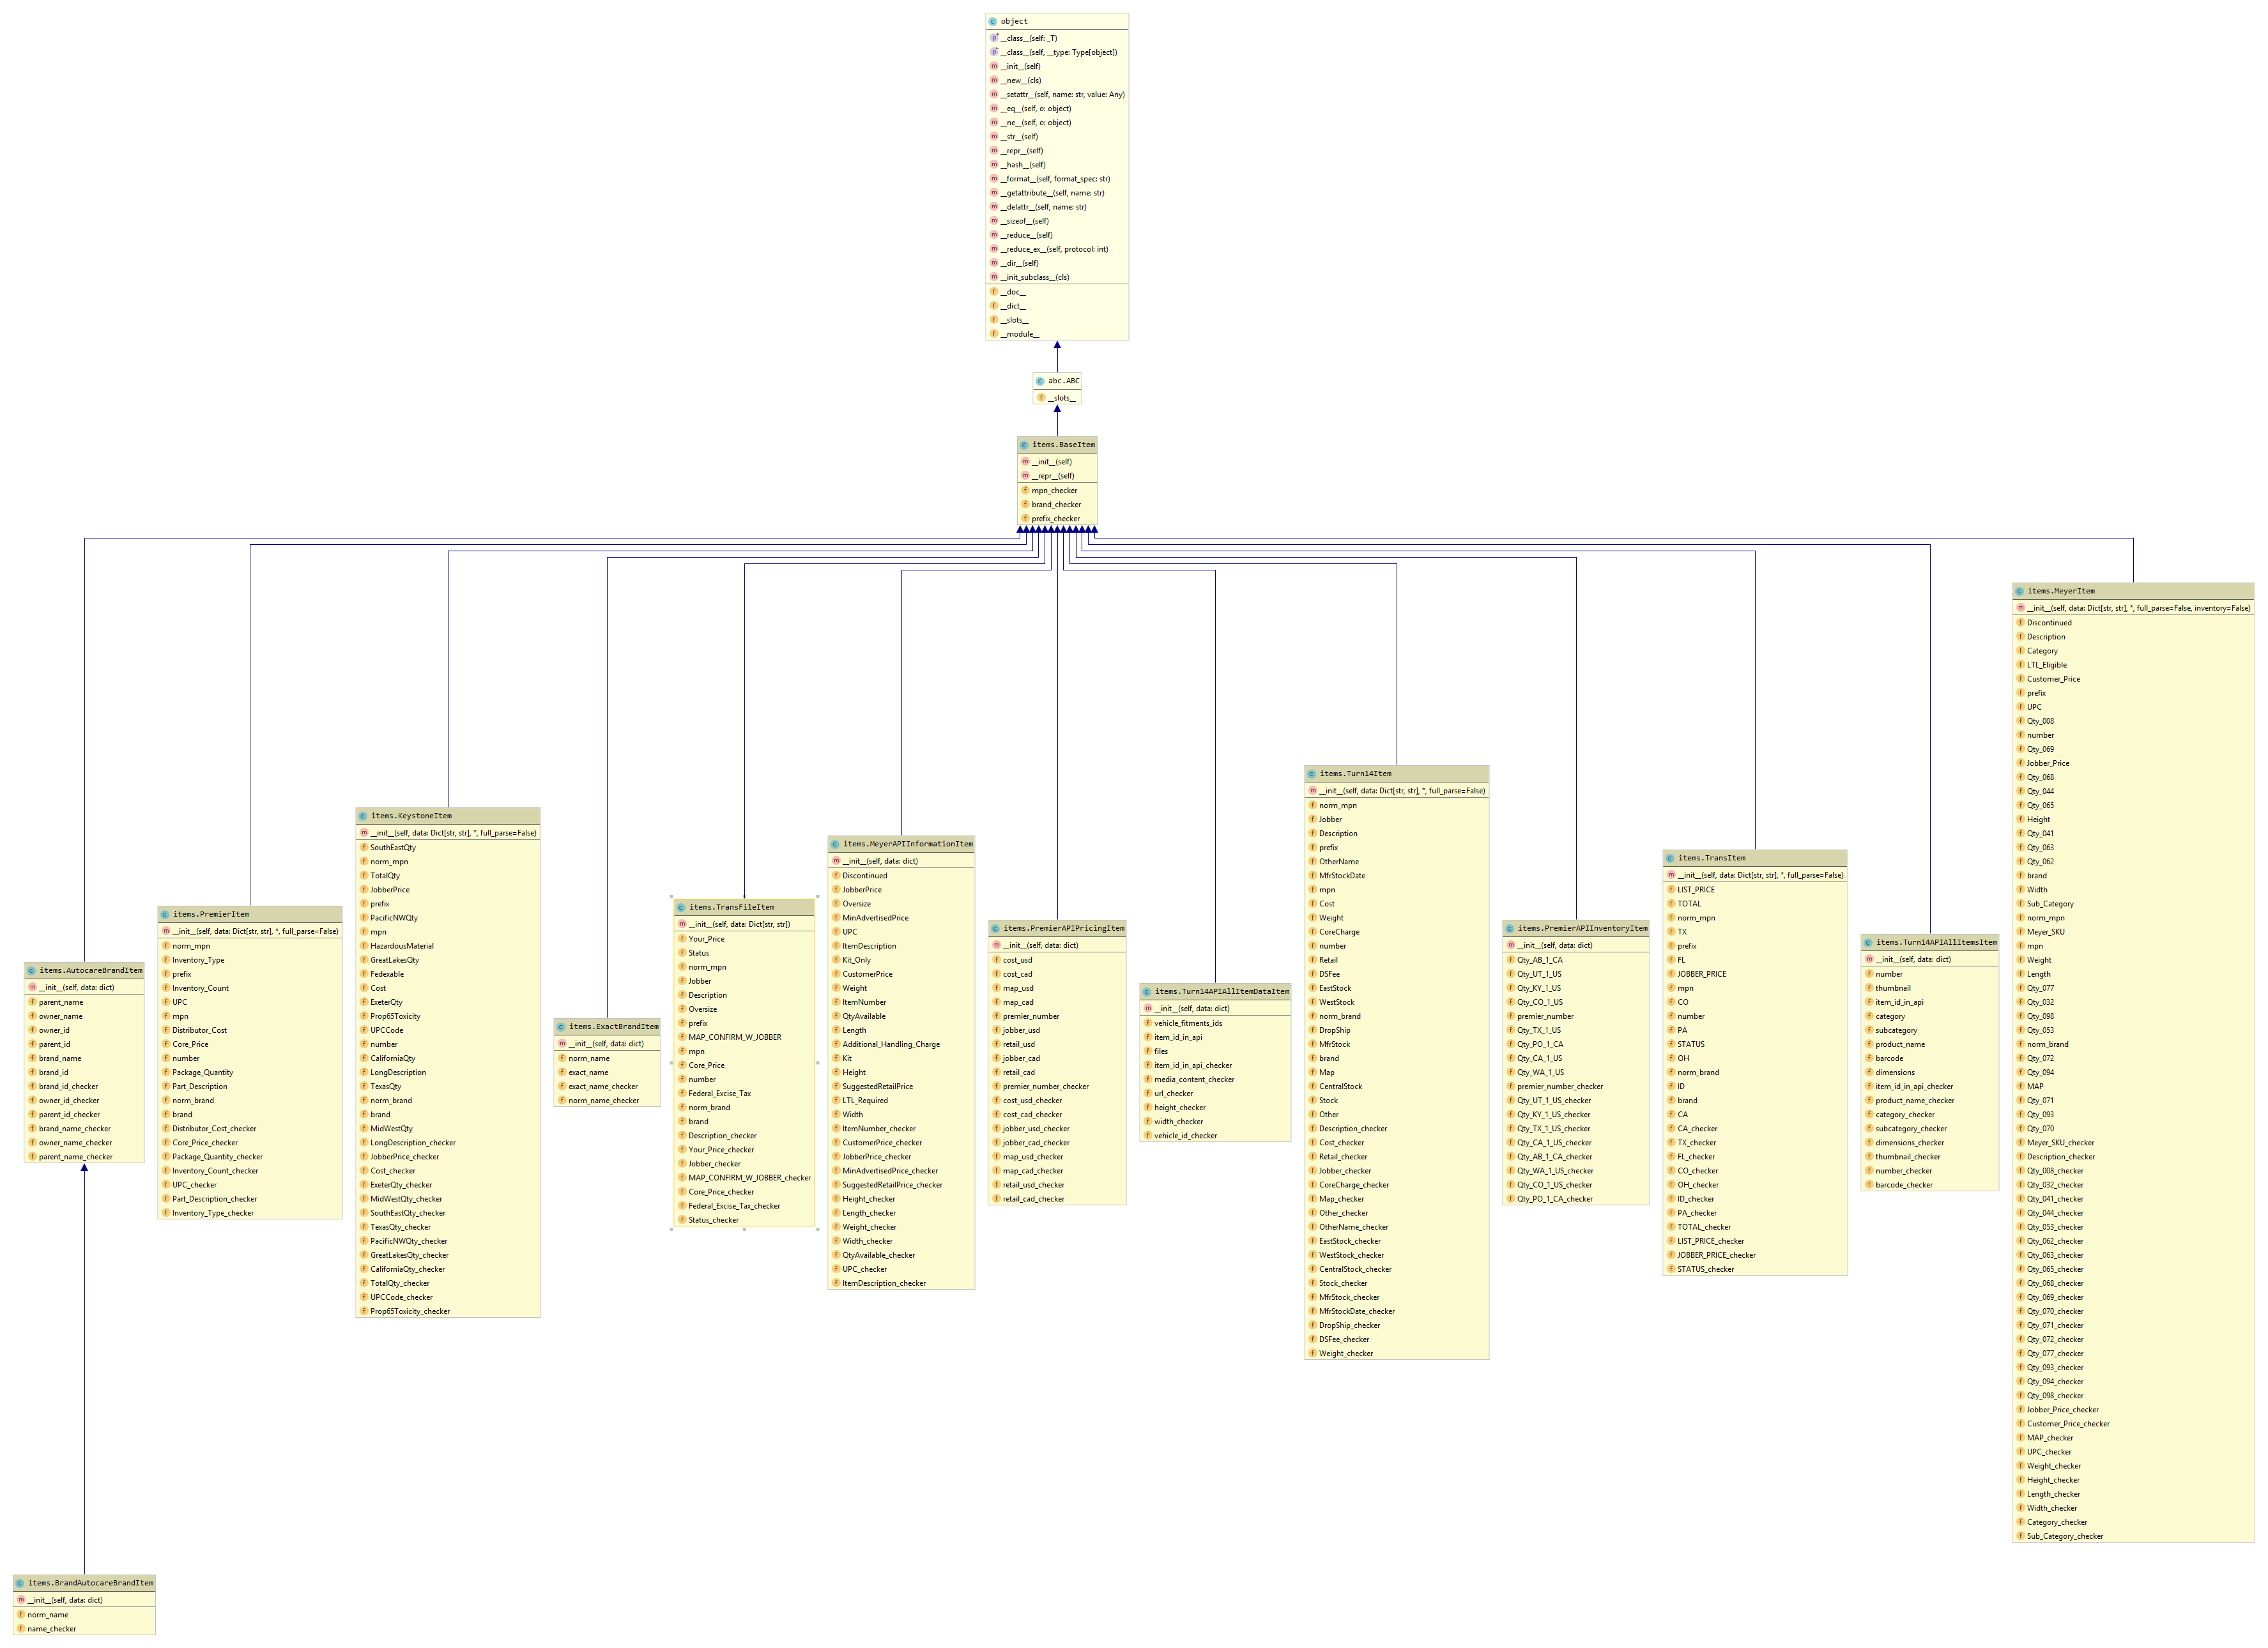 object
__class__(self: _T)
__class__(self, __type: Type[object])
__init__(self)
__new__(cls)
__setattr__(self, name: str, value: Any)
__eq__(self, o: object)
__ne__(self, o: object)
__str__(self)
__repr__(self)
__hash__(self)
__format__(self, format_spec: str)
__getattribute__(self, name: str)
__delattr__(self, name: str)
__sizeof__(self)
__reduce__(self)
__reduce_ex__(self, protocol: int)
__dir__(self)
__init_subclass__(cls)
__doc__
__dict__
__slots__
__module__
abc.ABC
__slots__
items.BaseItem
__init__(self)
__repr__(self)
mpn_checker
brand_checker
prefix_checker
items.AutocareBrandItem
__init__(self, data: dict)
parent_name
owner_name
owner_id
parent_id
brand_name
brand_id
brand_id_checker
owner_id_checker
parent_id_checker
brand_name_checker
owner_name_checker
parent_name_checker
items.BrandAutocareBrandItem
__init__(self, data: dict)
norm_name
name_checker
items.PremierItem
__init__(self, data: Dict[str, str], *, full_parse=False)
norm_mpn
Inventory_Type
prefix
Inventory_Count
UPC
mpn
Distributor_Cost
Core_Price
number
Package_Quantity
Part_Description
norm_brand
brand
Distributor_Cost_checker
Core_Price_checker
Package_Quantity_checker
Inventory_Count_checker
UPC_checker
Part_Description_checker
Inventory_Type_checker
items.KeystoneItem
__init__(self, data: Dict[str, str], *, full_parse=False)
SouthEastQty
norm_mpn
TotalQty
JobberPrice
prefix
PacificNWQty
mpn
HazardousMaterial
GreatLakesQty
Fedexable
Cost
ExeterQty
Prop65Toxicity
UPCCode
number
CaliforniaQty
LongDescription
TexasQty
norm_brand
brand
MidWestQty
LongDescription_checker
JobberPrice_checker
Cost_checker
ExeterQty_checker
MidWestQty_checker
SouthEastQty_checker
TexasQty_checker
PacificNWQty_checker
GreatLakesQty_checker
CaliforniaQty_checker
TotalQty_checker
UPCCode_checker
Prop65Toxicity_checker
items.ExactBrandItem
__init__(self, data: dict)
norm_name
exact_name
exact_name_checker
norm_name_checker
items.TransFileItem
__init__(self, data: Dict[str, str])
Your_Price
Status
norm_mpn
Jobber
Description
Oversize
prefix
MAP_CONFIRM_W_JOBBER
mpn
Core_Price
number
Federal_Excise_Tax
norm_brand
brand
Description_checker
Your_Price_checker
Jobber_checker
MAP_CONFIRM_W_JOBBER_checker
Core_Price_checker
Federal_Excise_Tax_checker
Status_checker
items.MeyerAPIInformationItem
__init__(self, data: dict)
Discontinued
JobberPrice
Oversize
MinAdvertisedPrice
UPC
ItemDescription
Kit_Only
CustomerPrice
Weight
ItemNumber
QtyAvailable
Length
Additional_Handling_Charge
Kit
Height
SuggestedRetailPrice
LTL_Required
Width
ItemNumber_checker
CustomerPrice_checker
JobberPrice_checker
MinAdvertisedPrice_checker
SuggestedRetailPrice_checker
Height_checker
Length_checker
Weight_checker
Width_checker
QtyAvailable_checker
UPC_checker
ItemDescription_checker
items.PremierAPIPricingItem
__init__(self, data: dict)
cost_usd
cost_cad
map_usd
map_cad
premier_number
jobber_usd
retail_usd
jobber_cad
retail_cad
premier_number_checker
cost_usd_checker
cost_cad_checker
jobber_usd_checker
jobber_cad_checker
map_usd_checker
map_cad_checker
retail_usd_checker
retail_cad_checker
items.Turn14APIAllItemDataItem
__init__(self, data: dict)
vehicle_fitments_ids
item_id_in_api
files
item_id_in_api_checker
media_content_checker
url_checker
height_checker
width_checker
vehicle_id_checker
items.Turn14Item
__init__(self, data: Dict[str, str], *, full_parse=False)
norm_mpn
Jobber
Description
prefix
OtherName
MfrStockDate
mpn
Cost
Weight
CoreCharge
number
Retail
DSFee
EastStock
WestStock
norm_brand
DropShip
MfrStock
brand
Map
CentralStock
Stock
Other
Description_checker
Cost_checker
Retail_checker
Jobber_checker
CoreCharge_checker
Map_checker
Other_checker
OtherName_checker
EastStock_checker
WestStock_checker
CentralStock_checker
Stock_checker
MfrStock_checker
MfrStockDate_checker
DropShip_checker
DSFee_checker
Weight_checker
items.PremierAPIInventoryItem
__init__(self, data: dict)
Qty_AB_1_CA
Qty_UT_1_US
Qty_KY_1_US
Qty_CO_1_US
premier_number
Qty_TX_1_US
Qty_PO_1_CA
Qty_CA_1_US
Qty_WA_1_US
premier_number_checker
Qty_UT_1_US_checker
Qty_KY_1_US_checker
Qty_TX_1_US_checker
Qty_CA_1_US_checker
Qty_AB_1_CA_checker
Qty_WA_1_US_checker
Qty_CO_1_US_checker
Qty_PO_1_CA_checker
items.TransItem
__init__(self, data: Dict[str, str], *, full_parse=False)
LIST_PRICE
TOTAL
norm_mpn
TX
prefix
FL
JOBBER_PRICE
mpn
CO
number
PA
STATUS
OH
norm_brand
ID
brand
CA
CA_checker
TX_checker
FL_checker
CO_checker
OH_checker
ID_checker
PA_checker
TOTAL_checker
LIST_PRICE_checker
JOBBER_PRICE_checker
STATUS_checker
items.Turn14APIAllItemsItem
__init__(self, data: dict)
number
thumbnail
item_id_in_api
category
subcategory
product_name
barcode
dimensions
item_id_in_api_checker
product_name_checker
category_checker
subcategory_checker
dimensions_checker
thumbnail_checker
number_checker
barcode_checker
items.MeyerItem
__init__(self, data: Dict[str, str], *, full_parse=False, inventory=False)
Discontinued
Description
Category
LTL_Eligible
Customer_Price
prefix
UPC
Qty_008
number
Qty_069
Jobber_Price
Qty_068
Qty_044
Qty_065
Height
Qty_041
Qty_063
Qty_062
brand
Width
Sub_Category
norm_mpn
Meyer_SKU
mpn
Weight
Length
Qty_077
Qty_032
Qty_098
Qty_053
norm_brand
Qty_072
Qty_094
MAP
Qty_071
Qty_093
Qty_070
Meyer_SKU_checker
Description_checker
Qty_008_checker
Qty_032_checker
Qty_041_checker
Qty_044_checker
Qty_053_checker
Qty_062_checker
Qty_063_checker
Qty_065_checker
Qty_068_checker
Qty_069_checker
Qty_070_checker
Qty_071_checker
Qty_072_checker
Qty_077_checker
Qty_093_checker
Qty_094_checker
Qty_098_checker
Jobber_Price_checker
Customer_Price_checker
MAP_checker
UPC_checker
Weight_checker
Height_checker
Length_checker
Width_checker
Category_checker
Sub_Category_checker